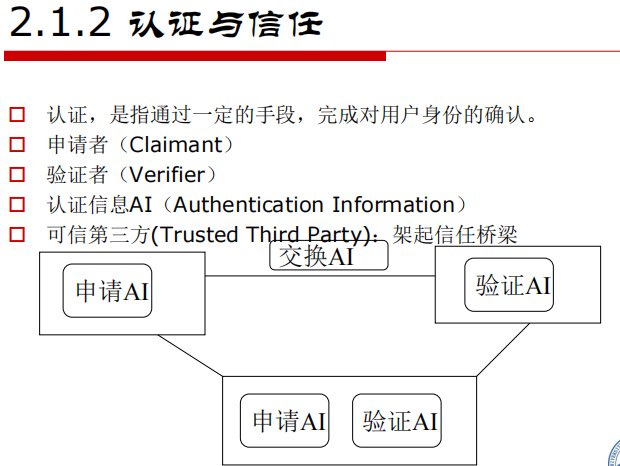 2.1.2 认证与信任
认证，是指通过一定的手段，完成对用户身份的确认。
申请者（Claimant）
验证者（Verifier）
认证信息AI（Authentication Information）
可信第三方(Trusted Third Party)：架起信任桥梁
交换AI
申请AI
验证AI
申请AI 验证AI